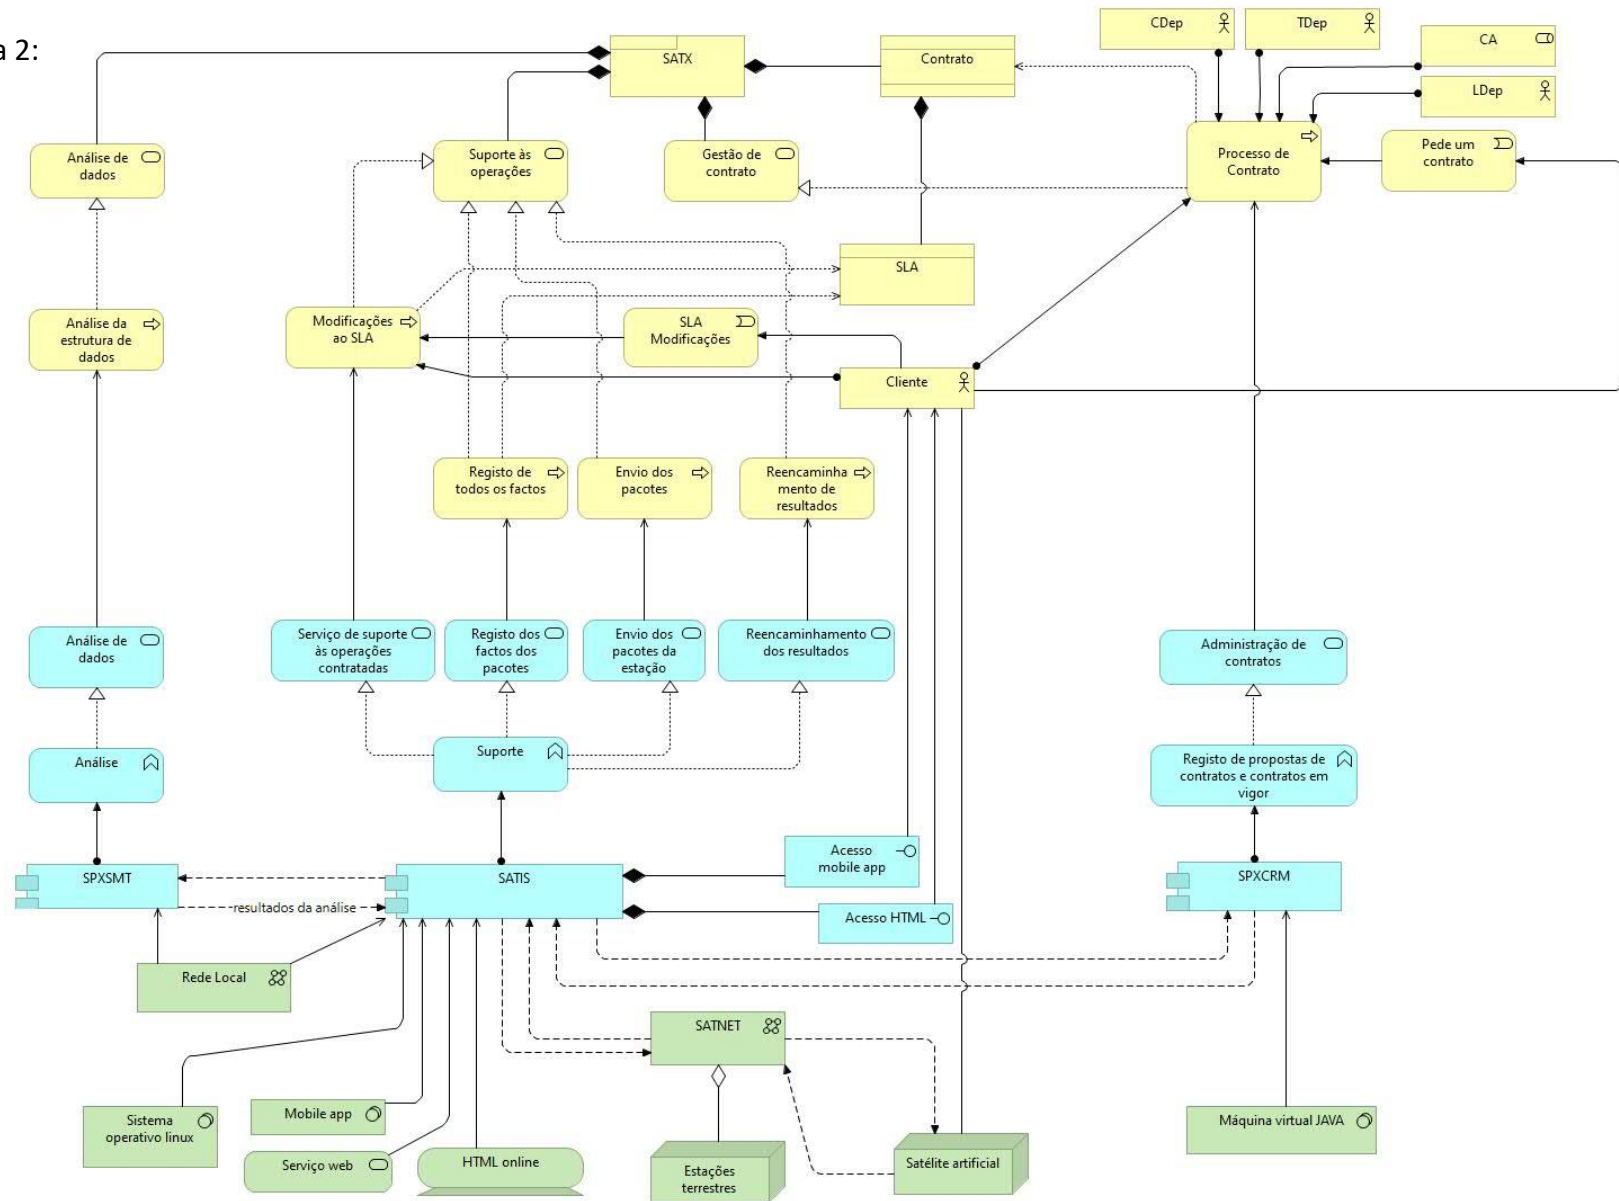 a 2:
CDep
TDep
CA
LDep
SATX
Contrato
Análise de
dados
Suporte às
operações
Gestão de
contrato
Processo de
Contrato
Pede um
contrato
SLA
Análise da
estrutura de
dados
Modificações
ao SLA
SLA
Modificações
Cliente
Registo de
todos os factos
Envio dos
pacotes
Reencaminha
mento de
resultados
Análise de
dados
Serviço de suporte
às operações
contratadas
Registo dos
factos dos
pacotes
Envio dos
pacotes da
estação
Reencaminhamento
dos resultados
Administração de
contratos
Análise
Suporte
Registo de propostas de
contratos e contratos em
vigor
SPXSMT
SATIS
Acesso
mobile app
SPXCRM
resultados da análise
Acesso HTML
Rede Local
SATNET
Sistema
operativo linux
Mobile app
Serviço web
HTML online
Estações
terrestres
Satélite artificial
Máquina virtual JAVA